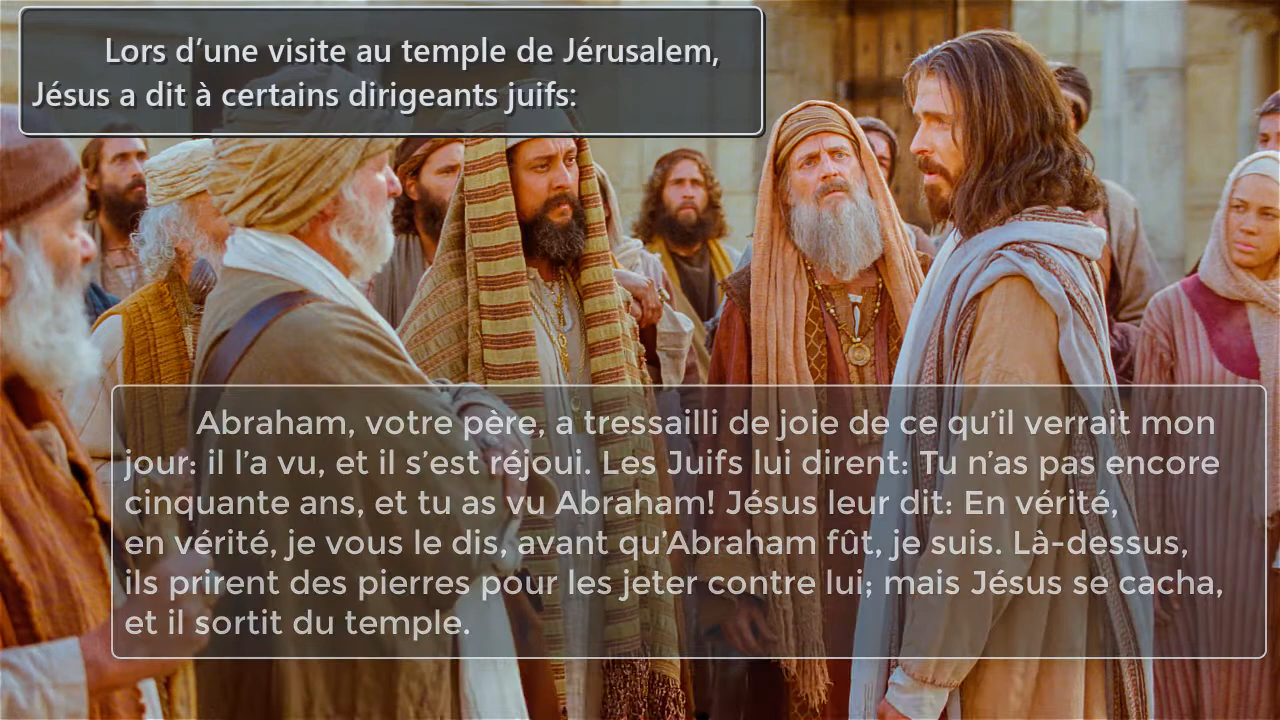 Lors d’une visite au temple de Jérusalem,
Jésus a dit à certains dirigeants juifs:
Abraham, votre père, a tressailli de joie de ce qu’il verrait mon
jour: il l’a vu, et il s’est réjoui. Les Juifs lui dirent: Tu n’as pas encore
cinquante ans, et tu as vu Abraham! Jésus leur dit: En vérité,
en vérité, je vous le dis, avant qu’Abraham fût, je suis. Là-dessus,
ils prirent des pierres pour les jeter contre lui; mais Jésus se cacha,
et il sortit du temple.